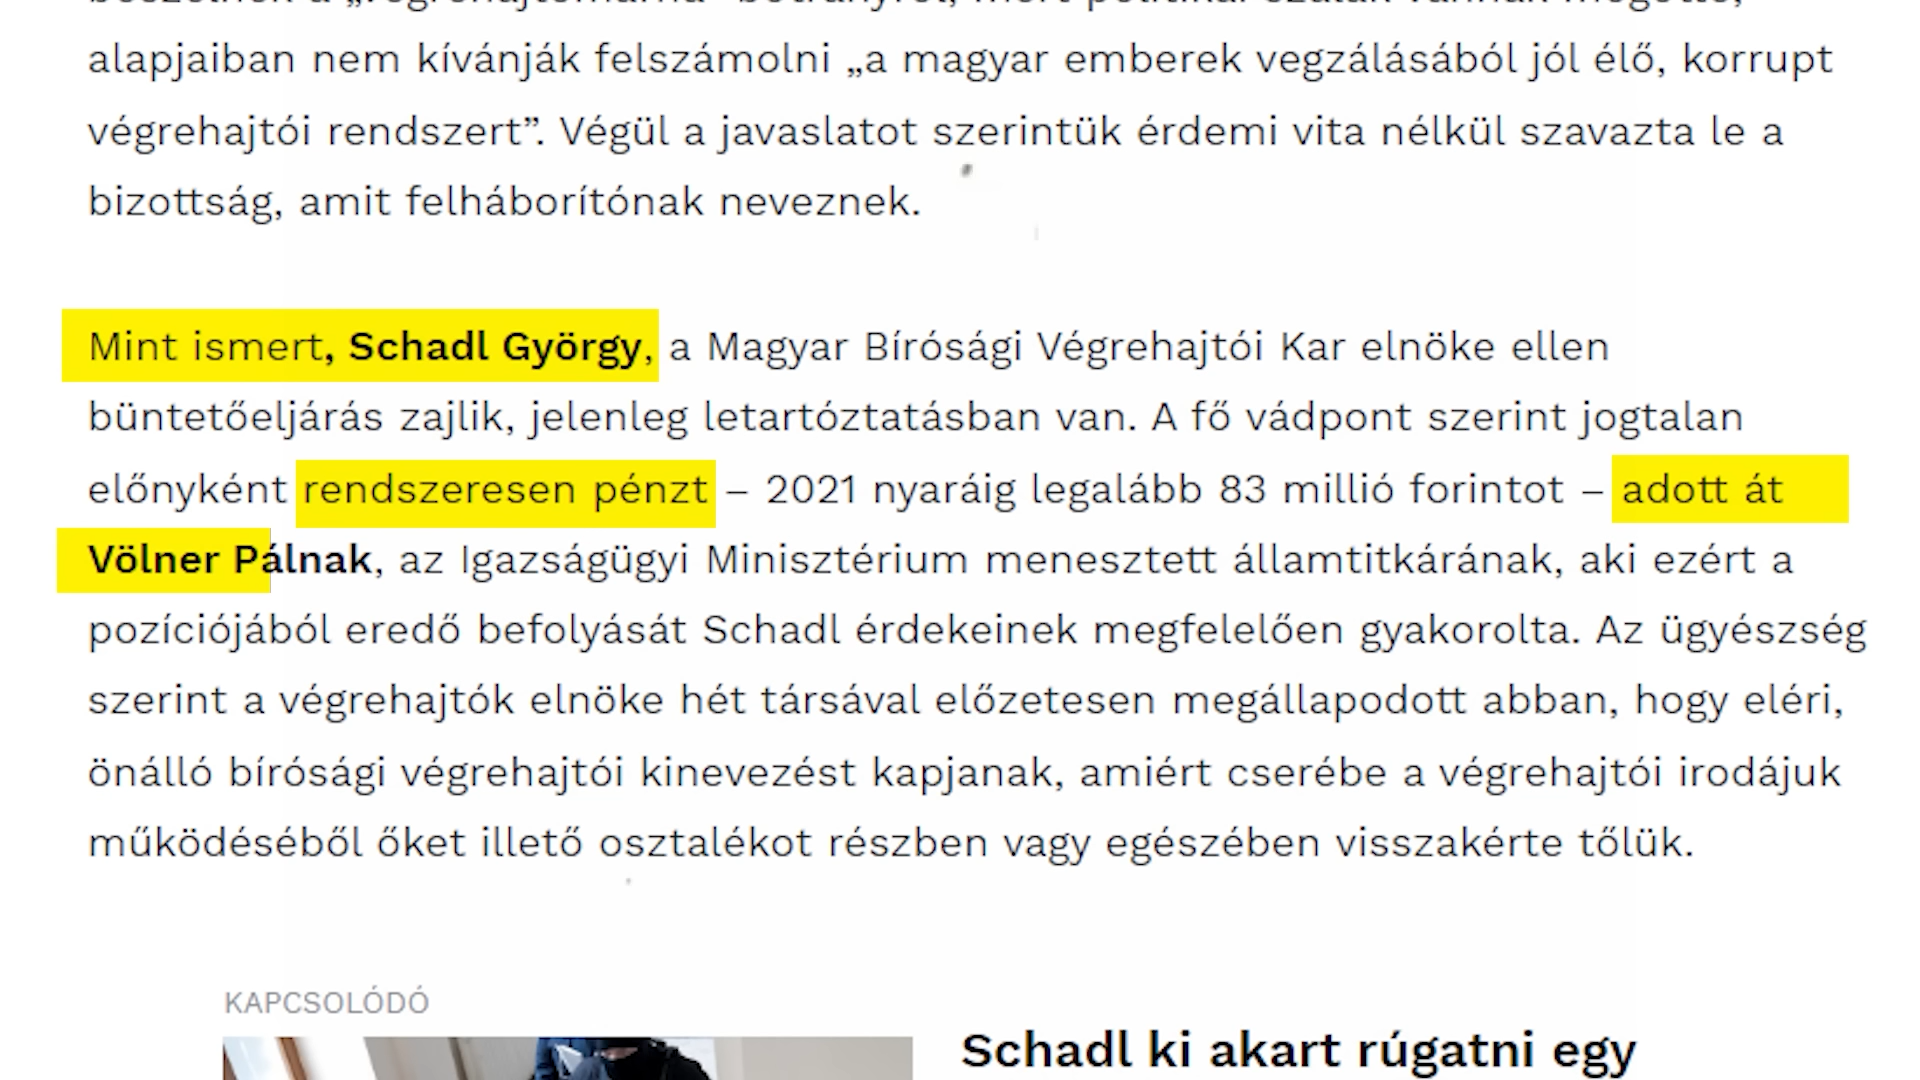 alapjaiban nem kívánják felszámolni „a magyar emberek vegzálásából jól élő, korrupt
végrehajtói rendszert”. Végül a javaslatot szerintük érdemi vita nélkül szavazta le a
bizottság, amit felháborítónak neveznek.
Mint ismert, Schadl György, a Magyar Bírósági Végrehajtói Kar elnöke ellen
büntetőeljárás zajlik, jelenleg letartóztatásban van. A fő vádpont szerint jogtalan
előnyként rendszeresen pénzt – 2021 nyaráig legalább 83 millió forintot – adott át
Völner Pálnak, az Igazságügyi Minisztérium menesztett államtitkárának, aki ezért a
pozíciójából eredő befolyását Schadl érdekeinek megfelelően gyakorolta. Az ügyészség
szerint a végrehajtók elnöke hét társával előzetesen megállapodott abban, hogy eléri,
önálló bírósági végrehajtói kinevezést kapjanak, amiért cserébe a végrehajtói irodájuk
működéséből őket illető osztalékot részben vagy egészében visszakérte tőlük.
KAPCSOLÓDÓ
Schadl ki akart rúgatni egy